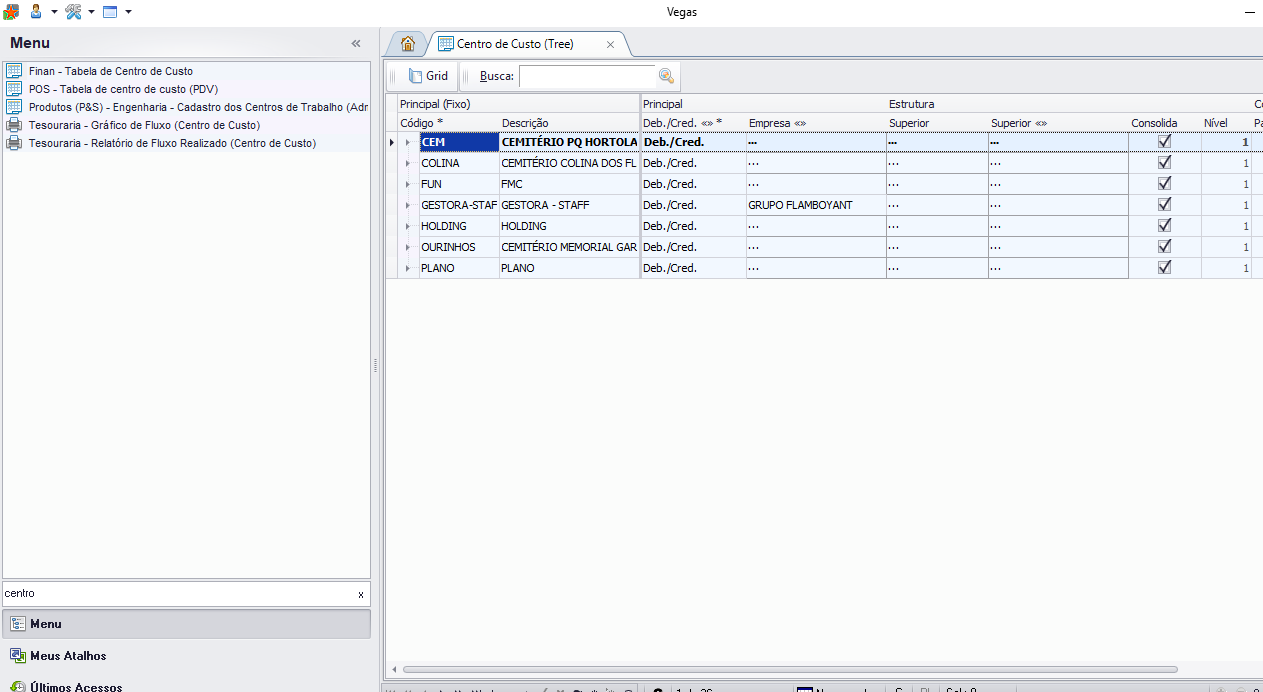 Vegas
Menu «
Finan - Tabela de Centro de Custo
POS - Tabela de centro de custo (PDV)
Produtos (P&S) - Engenharia - Cadastro dos Centros de Trabalho (Adr
Tesouraria - Gráfico de Fluxo (Centro de Custo)
Tesouraria - Relatório de Fluxo Realizado (Centro de Custo)
centro x
Menu
Meus Atalhos
Últimos Acessos
Centro de Custo (Tree)
Grid Busca:
Principal (Fixo) Principal Estrutura
Código * Descrição Deb./Cred. «» * Empresa «» Superior Superior «» Consolida Nível
CEM CEMITÉRIO PQ HORTOLA Deb./Cred. ... ... ... 1
COLINA CEMITÉRIO COLINA DOS FL Deb./Cred. ... ... ... 1
FUN FMC Deb./Cred. ... ... ... 1
GESTORA-STAF GESTORA - STAFF Deb./Cred. GRUPO FLAMBOYANT ... ... 1
HOLDING HOLDING Deb./Cred. ... ... ... 1
OURINHOS CEMITÉRIO MEMORIAL GAR Deb./Cred. ... ... ... 1
PLANO PLANO Deb./Cred. ... ... ... 1